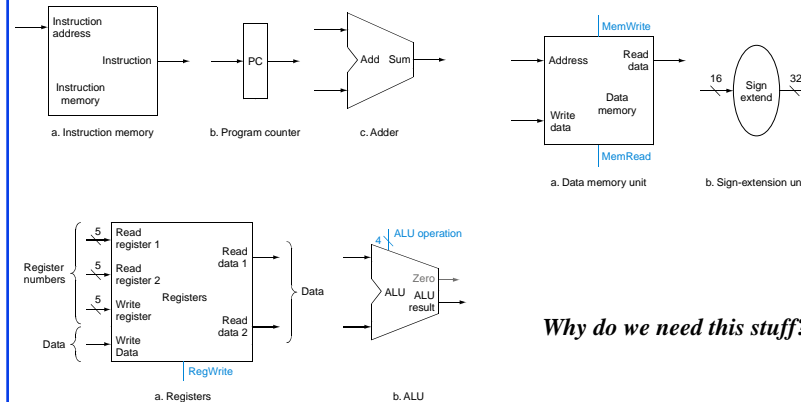 Instruction
address
Instruction
Instruction
memory
a. Instruction memory
PC
b. Program counter
Add Sum
c. Adder
MemWrite
Address
Read
data
Data
memory
Write
data
MemRead
a. Data memory unit
16
Sign
extend
32
b. Sign-extension un
Register
numbers
5
5
5
Data
Read
register 1
Read
register 2
Write
register
Write
Data
Registers
Read
data 1
Read
data 2
Data
RegWrite
a. Registers
4
ALU operation
Zero
ALU
ALU
result
b. ALU
Why do we need this stuff?